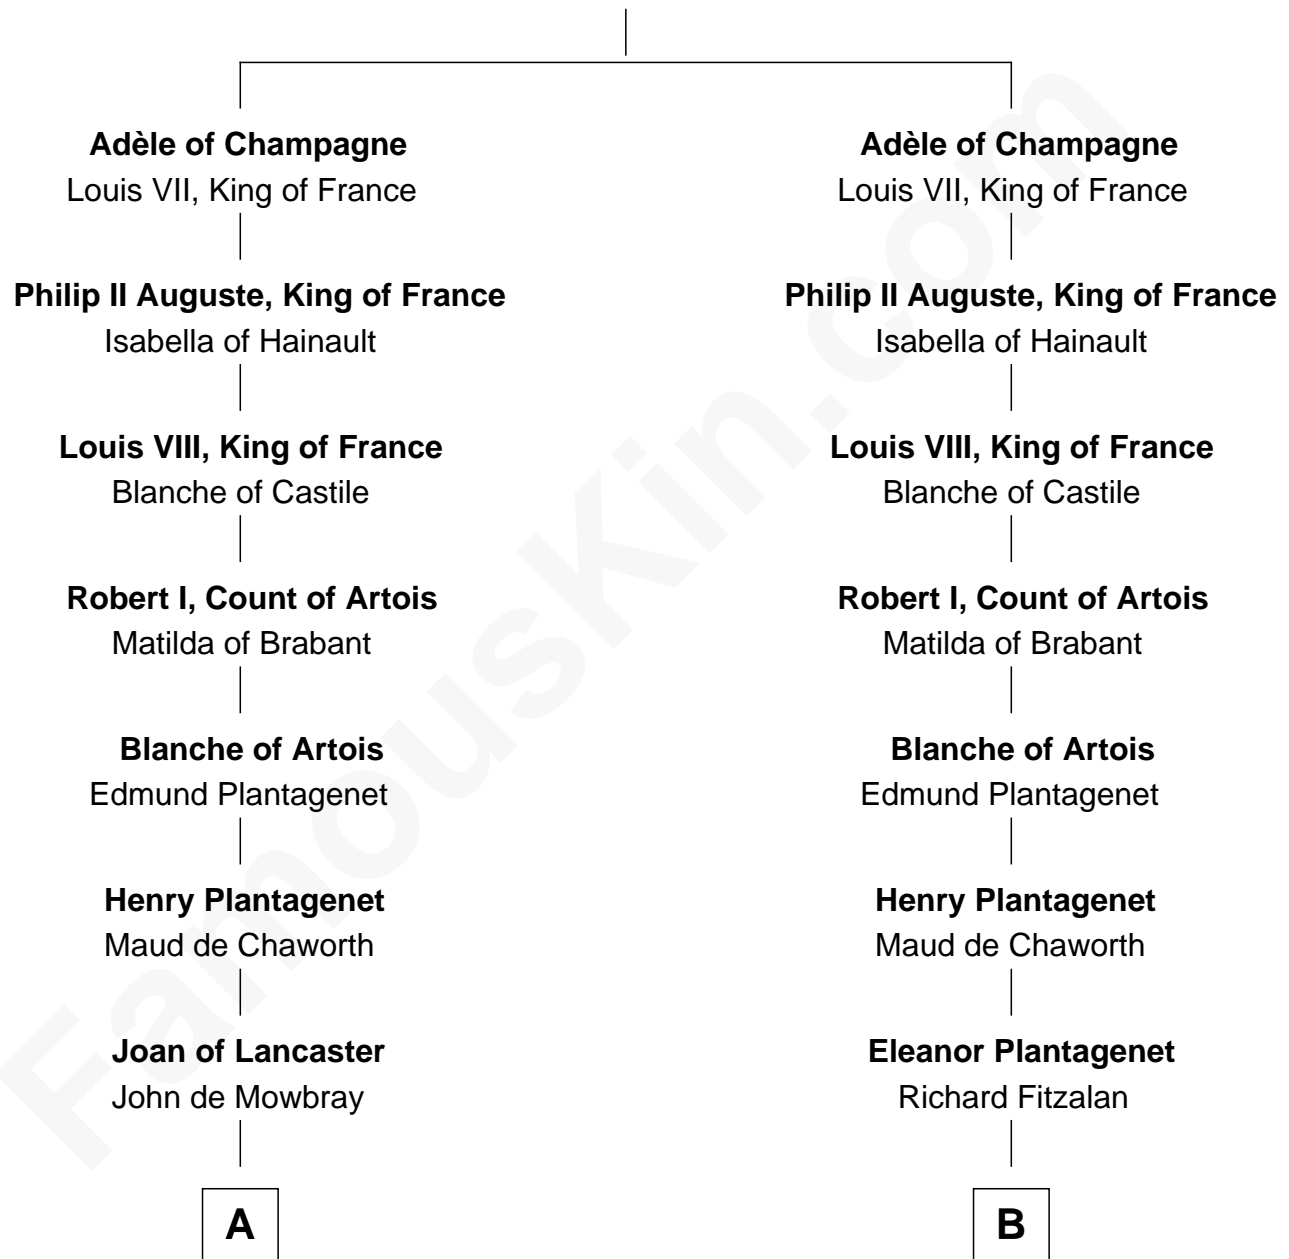 Adèle of Champagne
Louis VII, King of France
Philip II Auguste, King of France
Isabella of Hainault
Louis VIII, King of France
Blanche of Castile
Robert I, Count of Artois
Matilda of Brabant
Blanche of Artois
Edmund Plantagenet
Henry Plantagenet
Maud de Chaworth
Joan of Lancaster
John de Mowbray
A
Adèle of Champagne
Louis VII, King of France
Philip II Auguste, King of France
Isabella of Hainault
Louis VIII, King of France
Blanche of Castile
Robert I, Count of Artois
Matilda of Brabant
Blanche of Artois
Edmund Plantagenet
Henry Plantagenet
Maud de Chaworth
Eleanor Plantagenet
Richard Fitzalan
B
FamousKin.com